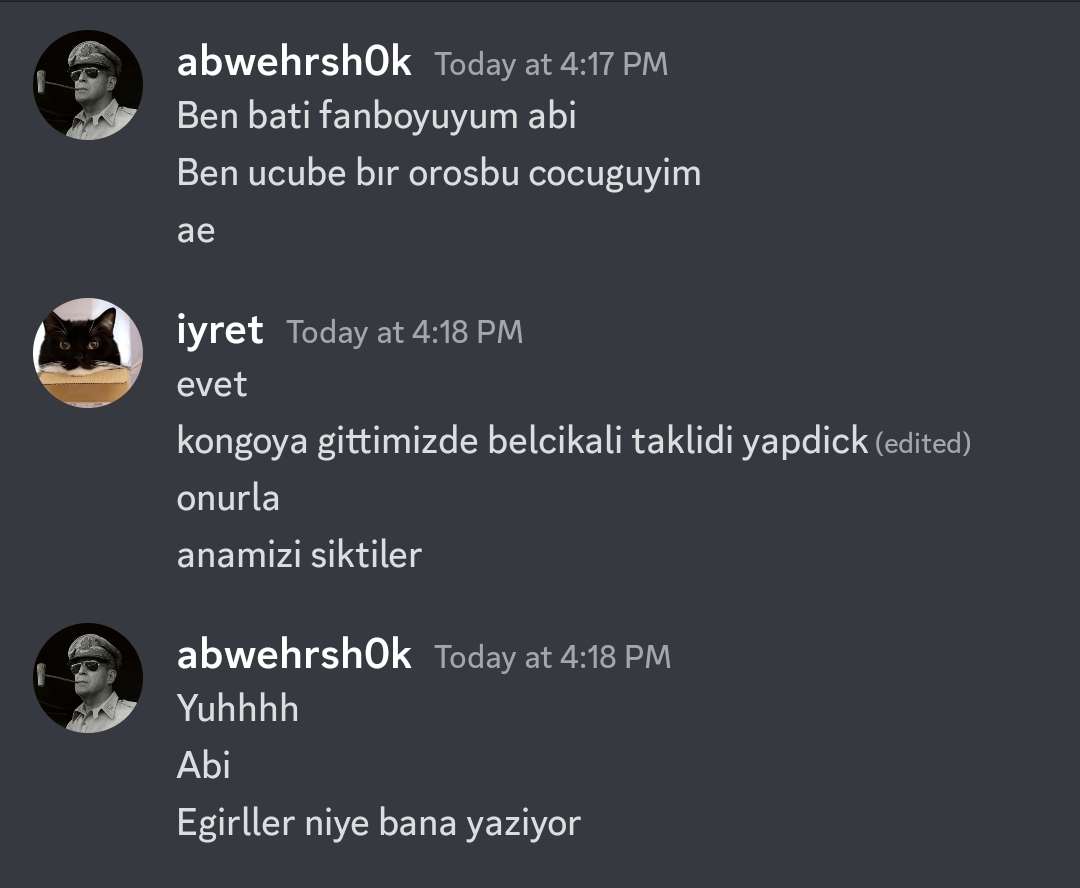 abwehrsh0k Today at 4:17 PM
Ben bati fanboyuyum abi
Ben ucube bır orosbu cocuguyim
ae
iyret Today at 4:18 PM
evet
kongoya gittimizde belcikali taklidi yapdick (edited)
onurla
anamizi siktiler
abwehrsh0k Today at 4:18 PM
Yuhhhh
Abi
Egirller niye bana yaziyor